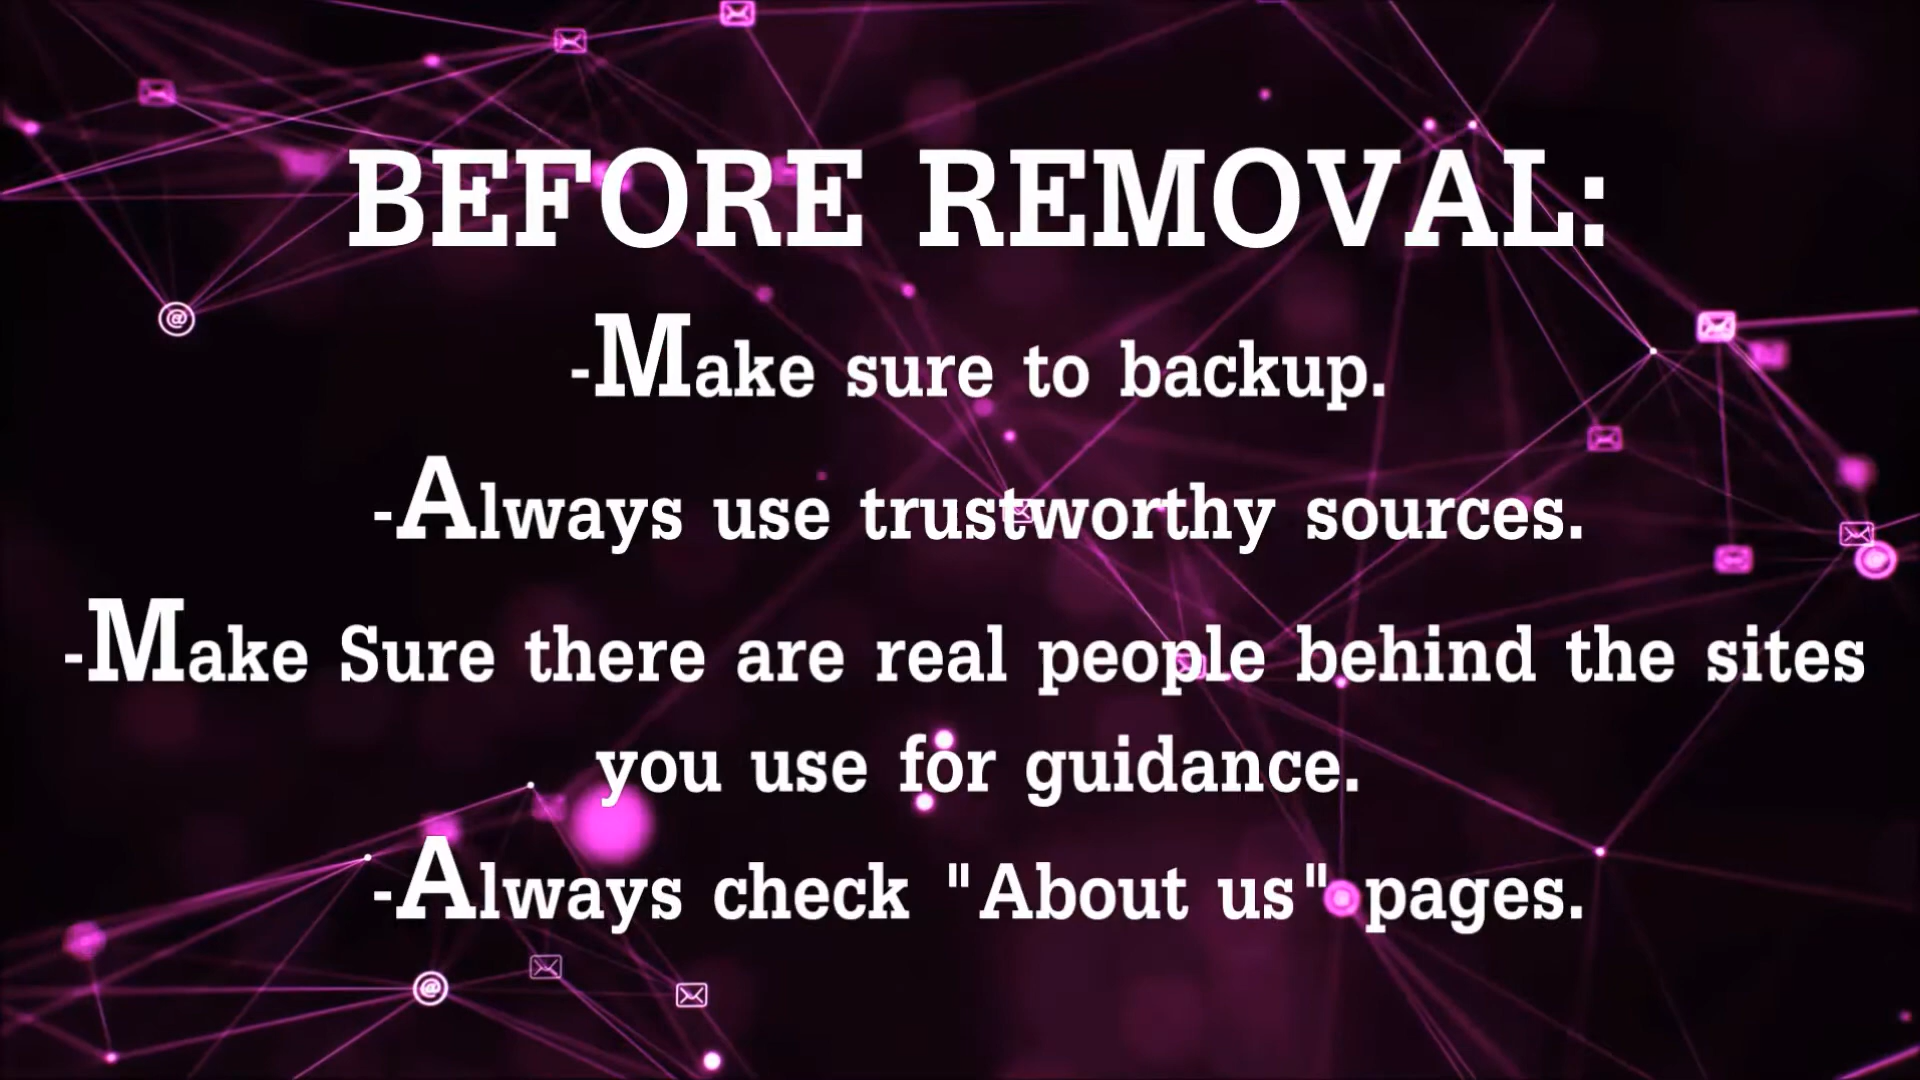 BEFORE REMOVAL:
-Make sure to backup.
-Always use trustworthy sources.
-Make Sure there are real people behind the sites
you use for guidance.
-Always check "About us" pages.